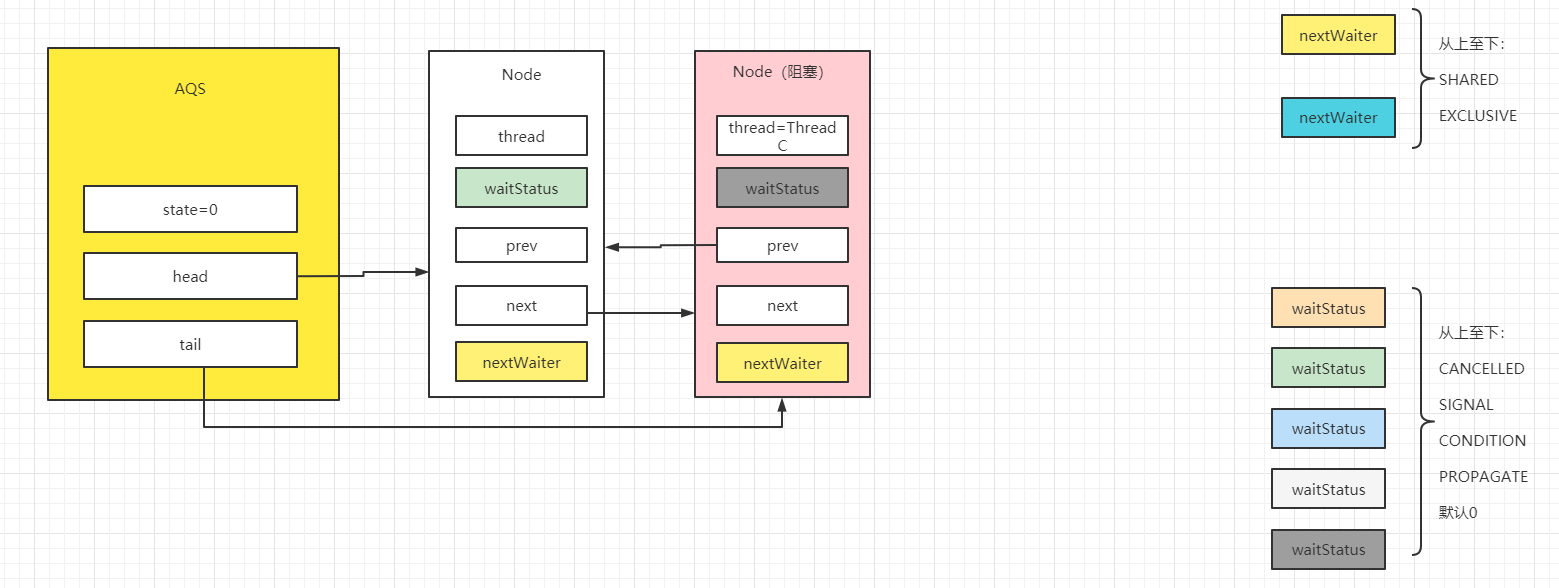 AQS
state=0
head
tail
Node
thread
waitStatus
prev
next
nextWaiter
Node（阻塞）
thread=Thread
C
waitStatus
prev
next
nextWaiter
nextWaiter
nextWaiter
从上至下：
SHARED
EXCLUSIVE
waitStatus
waitStatus
waitStatus
waitStatus
waitStatus
从上至下：
CANCELLED
SIGNAL
CONDITION
PROPAGATE
默认0